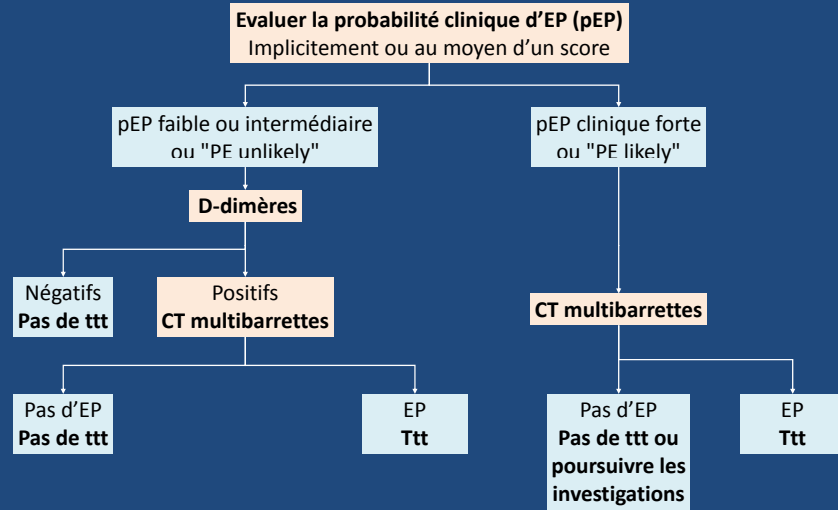 Evaluer la probabilité clinique d'EP (pEP)
Implicitement ou au moyen d'un score
pEP faible ou intermédiaire
ou "PE unlikely"
pEP clinique forte
ou "PE likely"
D-dimères
Négatifs
Pas de ttt
Positifs
CT multibarrettes
CT multibarrettes
Pas d'EP
Pas de ttt
EP
Ttt
Pas d'EP
Pas de ttt ou
poursuivre les
investigations
EP
Ttt